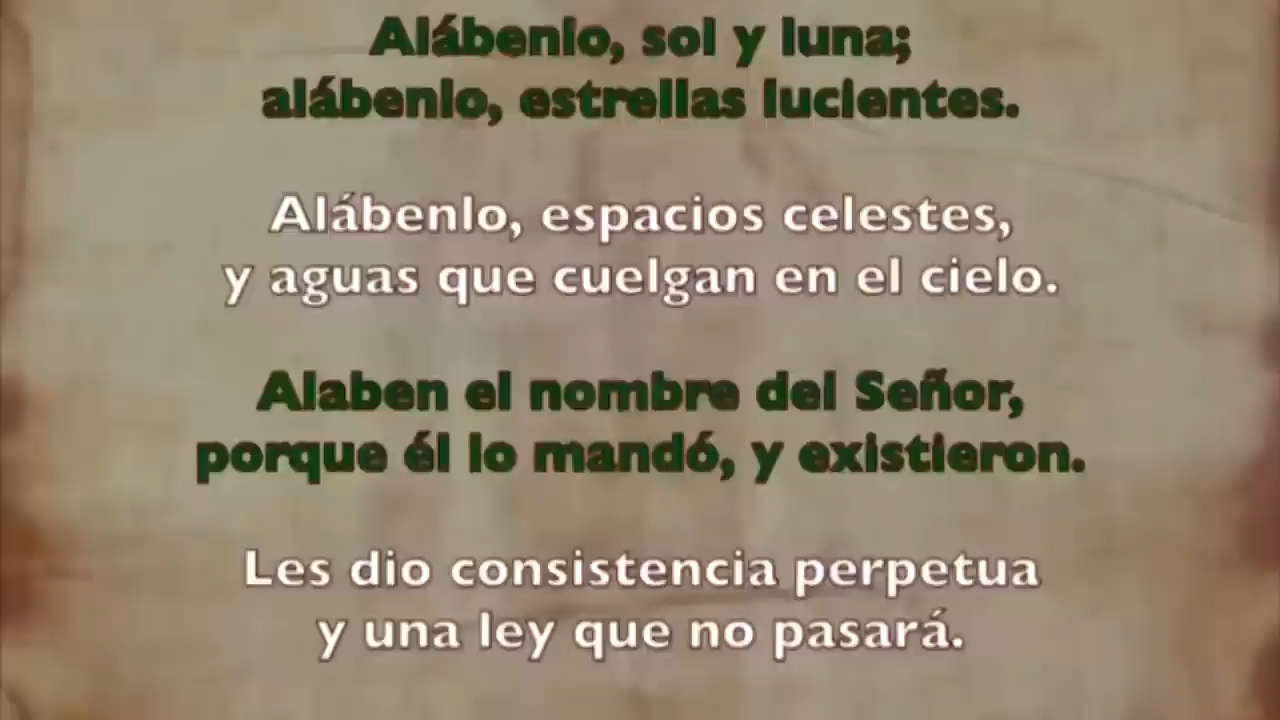 Alábenlo, sol y luna;
alábenlo, estrellas lucientes.
Alábenlo, espacios celestes,
y aguas que cuelgan en el cielo.
Alaben el nombre del Señor,
porque él lo mandó, y existieron.
Les dio consistencia perpetua
y una ley que no pasará.